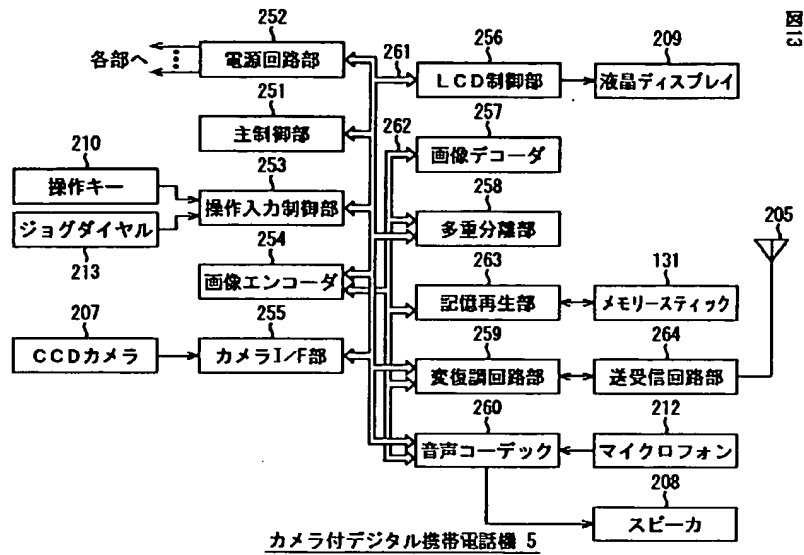 図13
252
電源回路部
各部へ
251
主制御部
210
操作キー
253
操作入力制御部
ジョグダイヤル
213
254
画像エンコーダ
207
CCDカメラ
255
カメラI/F部
261
256
LCD制御部
209
液晶ディスプレイ
262
257
画像デコーダ
258
多重分離部
205
263
記憶再生部
131
メモリースティック
259
変復調回路部
264
送受信回路部
260
音声コーデック
212
マイクロフォン
208
スピーカ
カメラ付デジタル携帯電話機 5